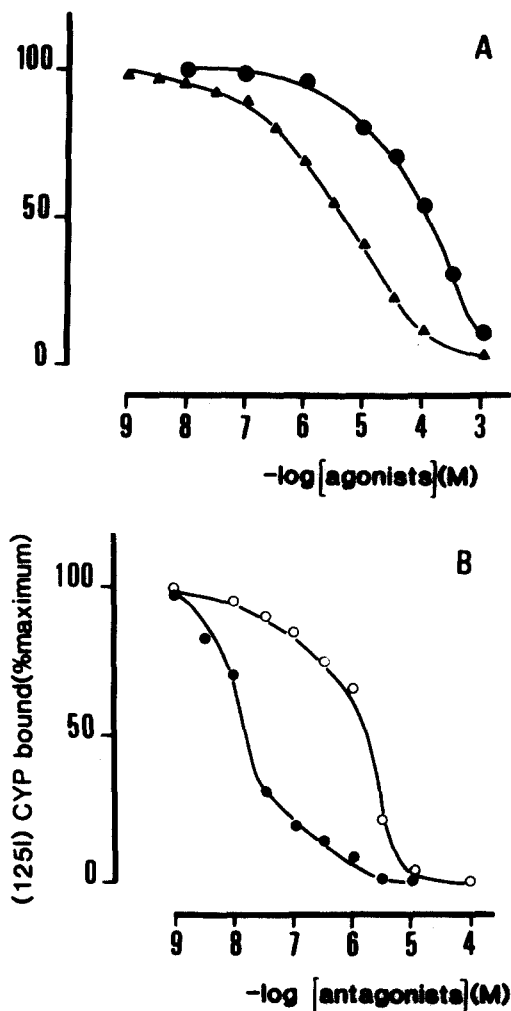 A
100
50
0
9 8 7 6 5 4 3
-log[agonists](M)
B
(125I) CYP bound(%maximum)
100
50
0
9 8 7 6 5 4
-log [antagonists](M)